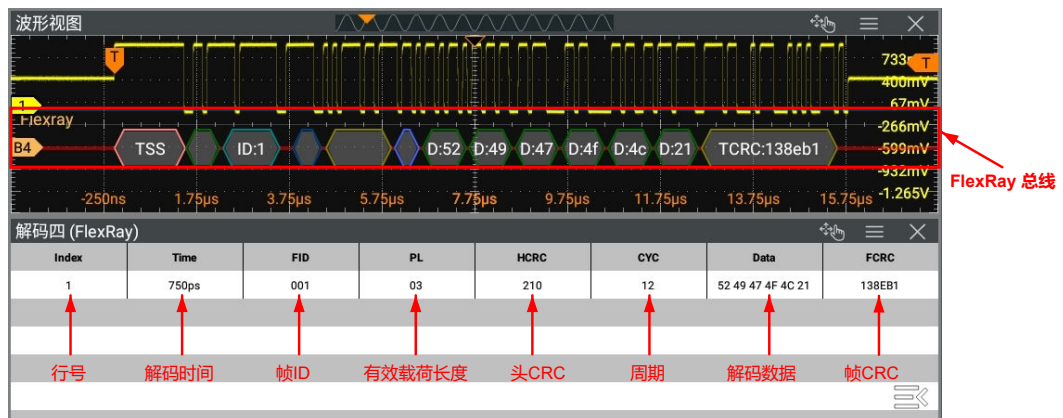 波形视图
T
733
T
400mV
1
67mV
Flexray
-266mV
B4
TSS
ID:1
D:52
D:49
D:47
D:4f
D:4c
D:21
TCRC:138eb1
-599mV
-932mV
FlexRay 总线
-250ns
1.75μs
3.75μs
5.75μs
7.75μs
9.75μs
11.75μs
13.75μs
15.75μs
-1.265V
解码四 (FlexRay)
Index Time FID PL HCRC CYC Data FCRC
1 750ps 001 03 210 12 52 49 47 4F 4C 21 138EB1
行号 解码时间 帧ID 有效载荷长度 头CRC 周期 解码数据 帧CRC